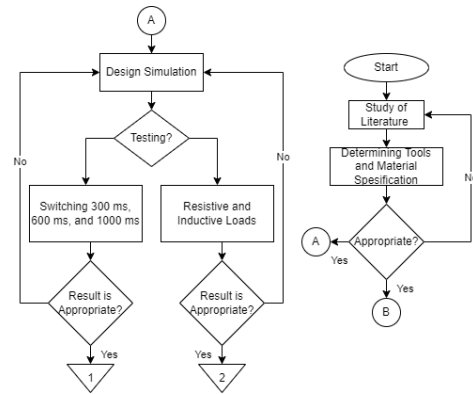 A
Design Simulation
Testing?
No
No
Switching 300 ms,
600 ms, and 1000 ms
Resistive and
Inductive Loads
Result is
Appropriate?
Result is
Appropriate?
Yes
Yes
1
2
Start
Study of
Literature
Determining Tools
and Material
Spesification
No
A
Appropriate?
Yes
Yes
B